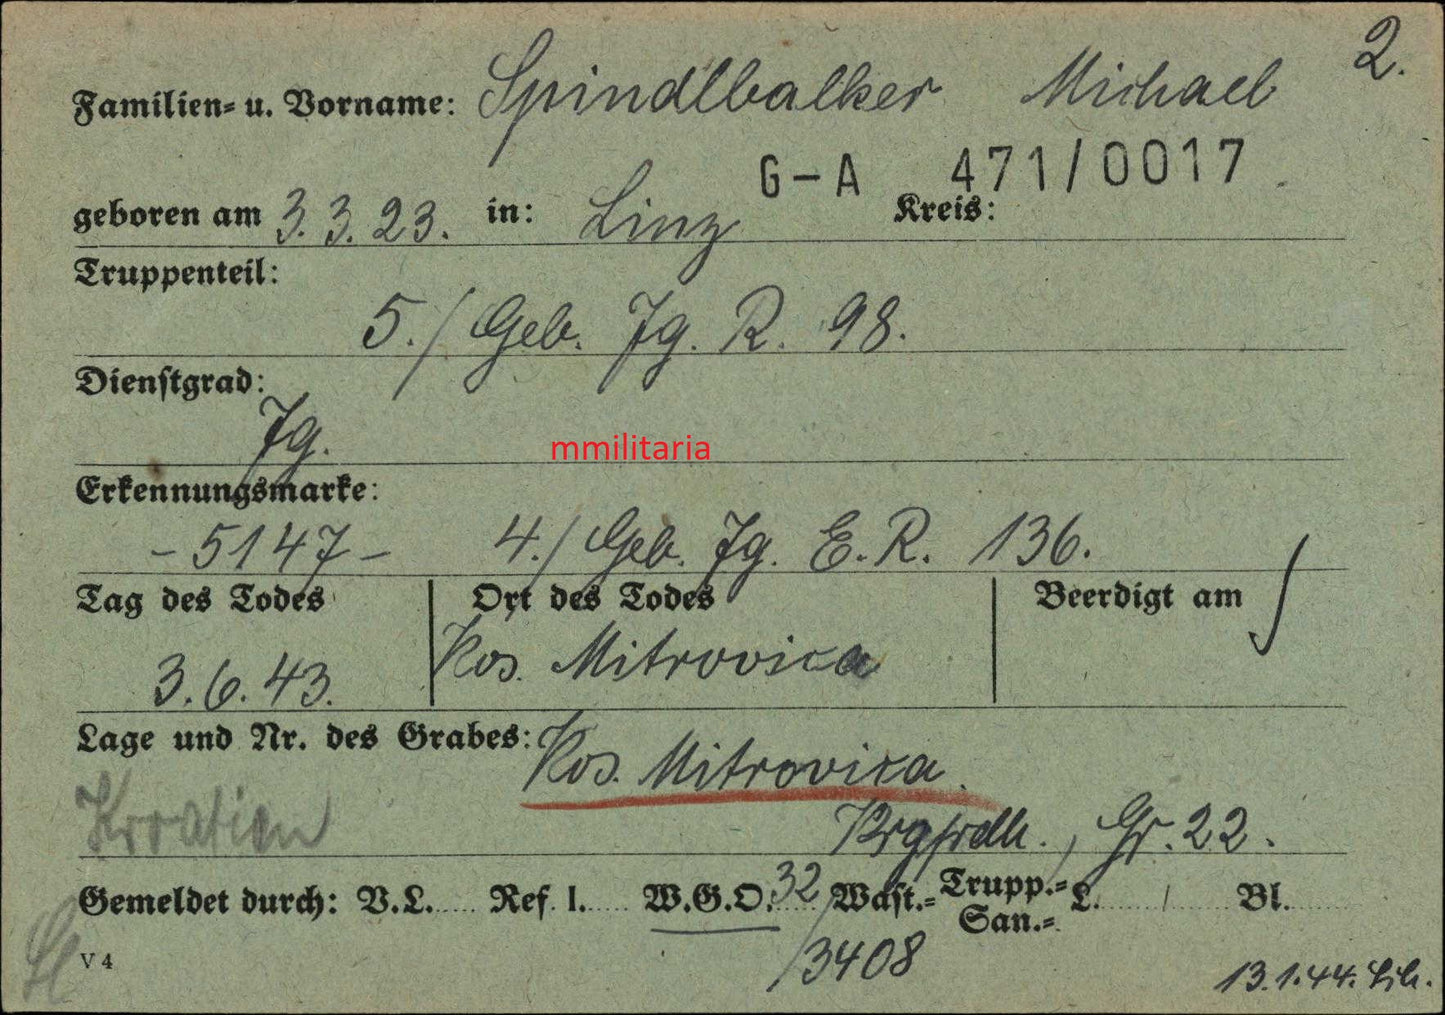 2.
Familien- u. Vorname: Spindlbalker Michael
G-A 471/0017
geboren am 3.3.23. in: Linz Kreis:
Truppenteil:
5./Geb. Jg. R. 98.
Dienstgrad:
Jg.
mmilitaria
Erkennungsmarke:
-5147- 4./Geb. Jg. E.R. 136.
Tag des Todes Ort des Todes Beerdigt am
3.6.43. Kos. Mitrovica
Lage und Nr. des Grabes: Kos. Mitrovica.
Kroatien Krgfrdh., Gr. 22.
Gemeldet durch: V.L. Ref. I. W.G.O. 32/3408 Wast.- Trupp.- San.- L. Bl.
V 4
13.1.44.